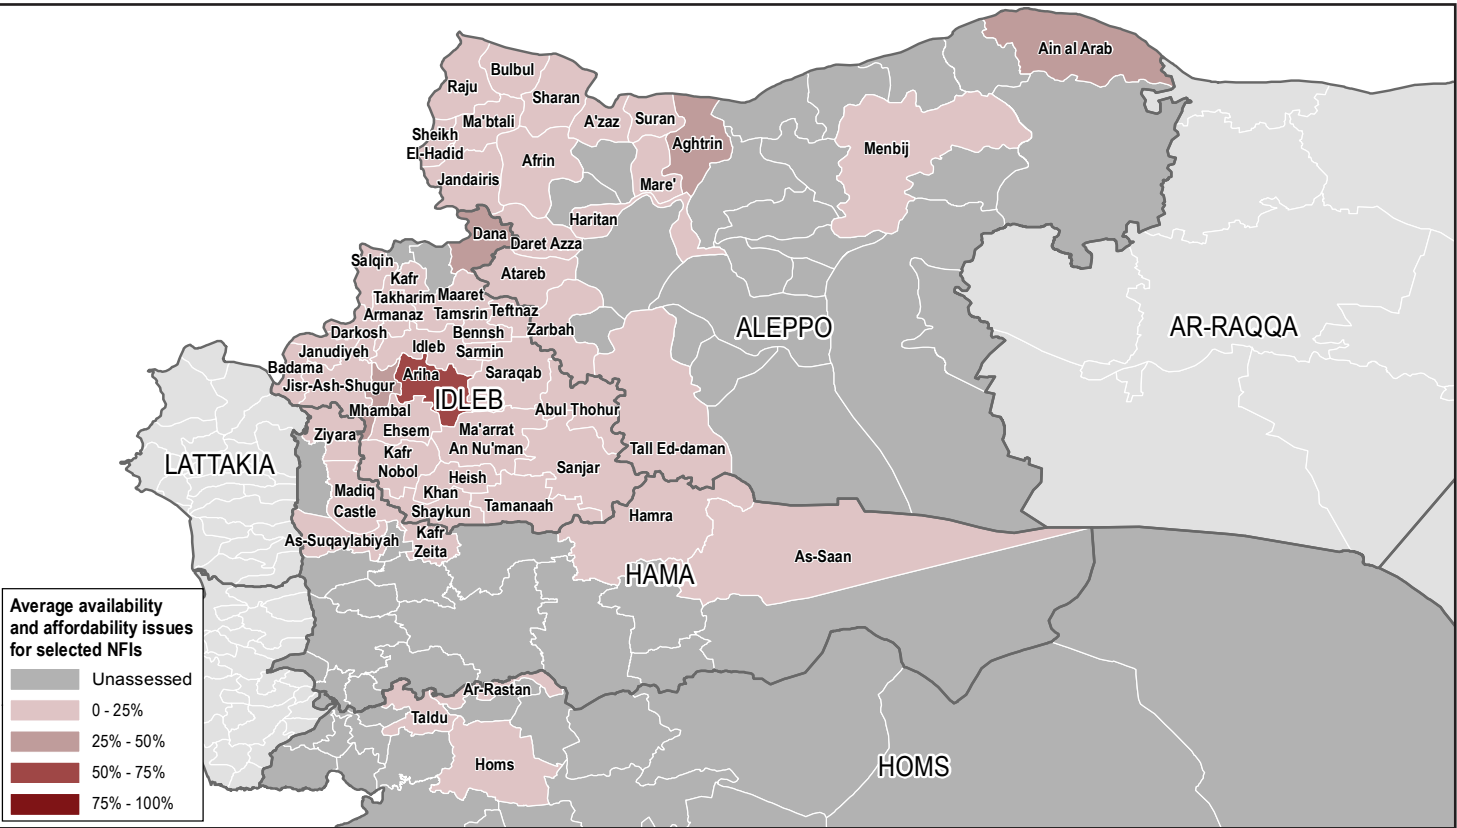 Ain al Arab
Bulbul
Raju
Sharan
Ma'btali
A'zaz
Suran
Sheikh
El-Hadid
Aghtrin
Afrin
Menbij
Jandairis
Mare'
Haritan
Dana
Daret Azza
Salqin
Atareb
Kafr
Takharim
Maaret
Tamsrin
Armanaz
Teftnaz
Darkosh
Bennsh
Zarbah
ALEPPO
AR-RAQQA
Janudiyeh
Idleb
Sarmin
Badama
Ariha
Saraqab
Jisr-Ash-Shugur
IDLEB
Mhambal
Abul Thohur
Ziyara
Ehsem
Ma'arrat
An Nu'man
Tall Ed-daman
LATTAKIA
Kafr
Nobol
Sanjar
Heish
Madiq
Castle
Khan
Shaykun
Tamanaah
Hamra
As-Suqaylabiyah
Kafr
Zeita
As-Saan
HAMA
Average availability
and affordability issues
for selected NFIs
Unassessed
0 - 25%
25% - 50%
50% - 75%
75% - 100%
Ar-Rastan
Taldu
Homs
HOMS